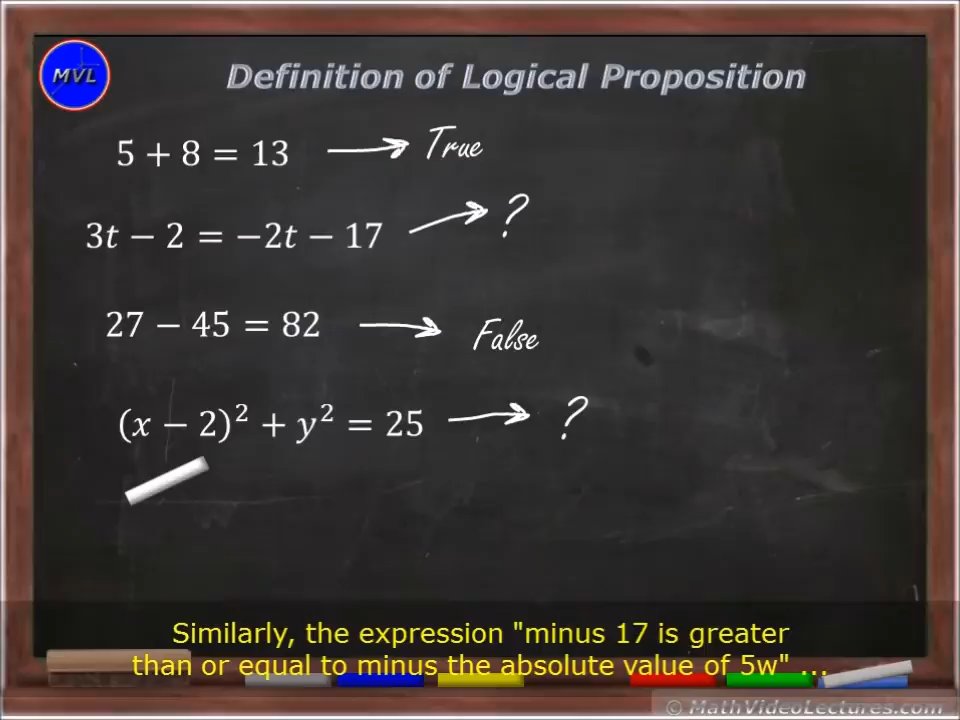 MVL
Definition of Logical Proposition
5 + 8 = 13 → True
3t − 2 = −2t − 17 → ?
27 − 45 = 82 → False
(x − 2)² + y² = 25 → ?
Similarly, the expression "minus 17 is greater
than or equal to minus the absolute value of 5w" ...
© MathVideoLectures.com